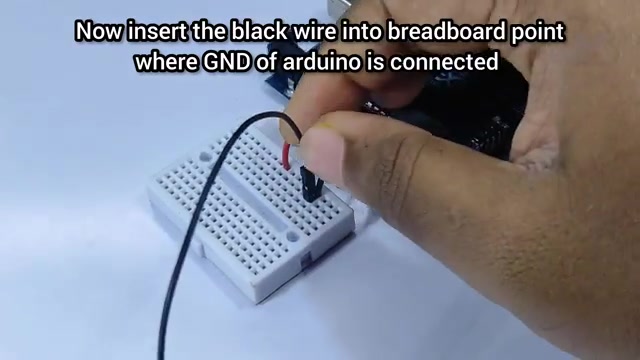 Now insert the black wire into breadboard point
where GND of arduino is connected